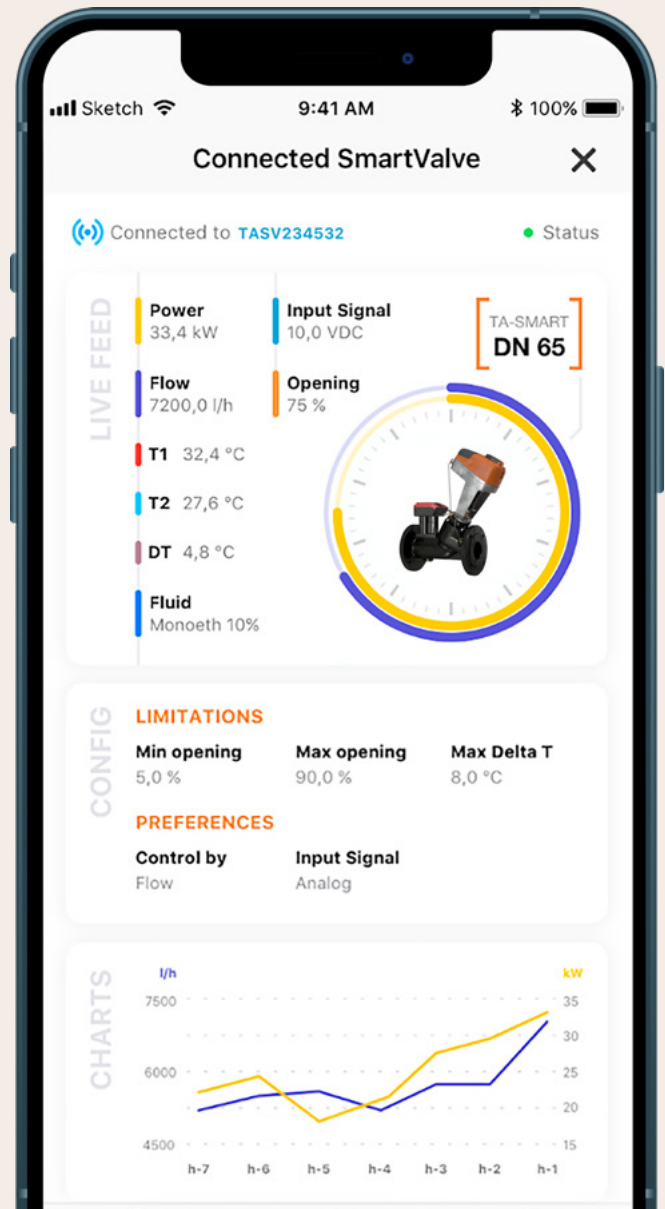 Sketch 9:41 AM 100%
Connected SmartValve
Connected to TASV234532 Status
LIVE FEED
Power
33,4 kW
Input Signal
10,0 VDC
TA-SMART
DN 65
Flow
7200,0 l/h
Opening
75 %
T1 32,4 °C
T2 27,6 °C
DT 4,8 °C
Fluid
Monoeth 10%
CONFIG
LIMITATIONS
Min opening
5,0 %
Max opening
90,0 %
Max Delta T
8,0 °C
PREFERENCES
Control by
Flow
Input Signal
Analog
CHARTS
l/h
kW
7500
6000
4500
35
30
25
20
15
h-7 h-6 h-5 h-4 h-3 h-2 h-1